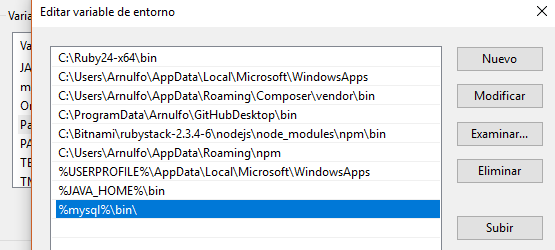 Editar variable de entorno
Varia
Va
JA
m
On
Pa
PA
TE
TM
C:\Ruby24-x64\bin
C:\Users\Arnulfo\AppData\Local\Microsoft\WindowsApps
C:\Users\Arnulfo\AppData\Roaming\Composer\vendor\bin
C:\ProgramData\Arnulfo\GitHubDesktop\bin
C:\Bitnami\rubystack-2.3.4-6\nodejs\node_modules\npm\bin
C:\Users\Arnulfo\AppData\Roaming\npm
%USERPROFILE%\AppData\Local\Microsoft\WindowsApps
%JAVA_HOME%\bin
%mysql%\bin\
Nuevo
Modificar
Examinar...
Eliminar
Subir